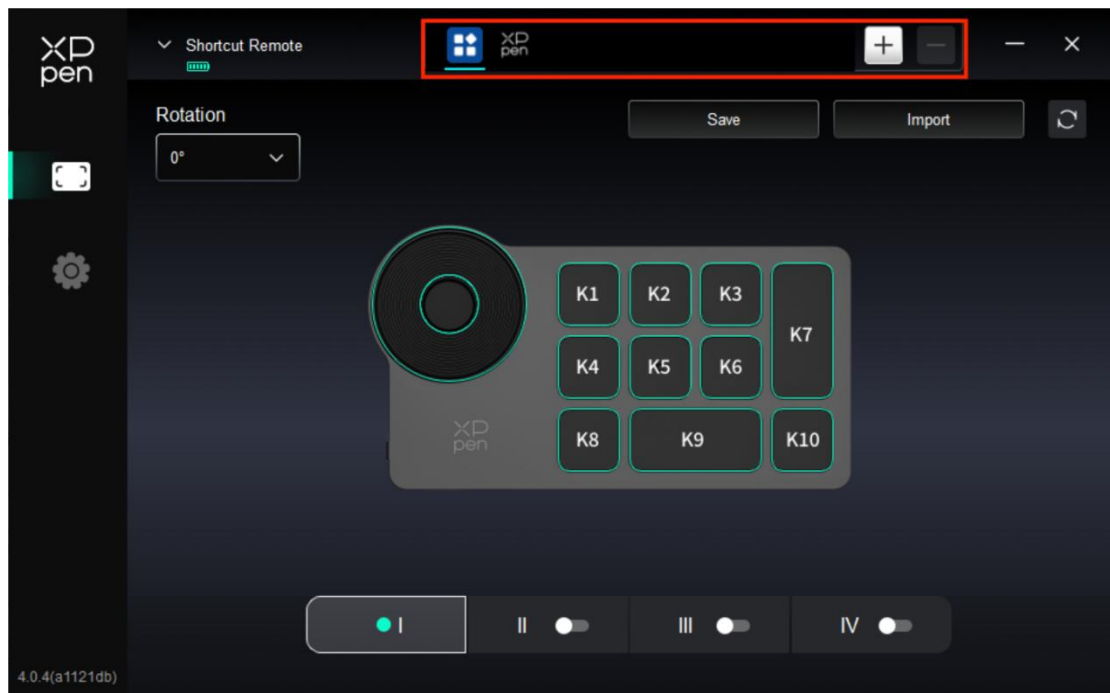 XP
pen
Shortcut Remote
XP
pen
Rotation
Save
Import
0°
K1
K2
K3
K7
K4
K5
K6
XP
pen
K8
K9
K10
I
II
III
IV
4.0.4(a1121db)